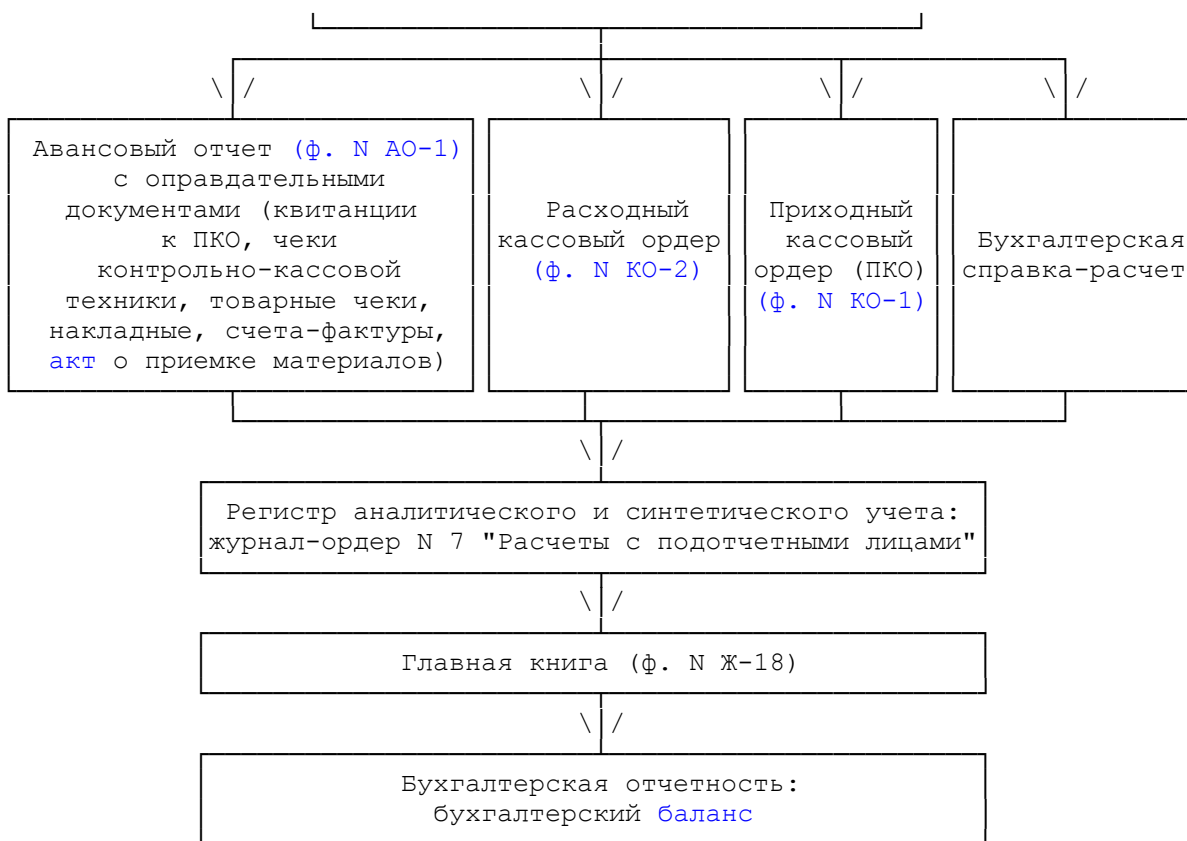 Авансовый отчет (ф. N АО-1)
с оправдательными
документами (квитанции
к ПКО, чеки
контрольно-кассовой
техники, товарные чеки,
накладные, счета-фактуры,
акт о приемке материалов)
Расходный
кассовый ордер
(ф. N КО-2)
Приходный
кассовый
ордер (ПКО)
(ф. N КО-1)
Бухгалтерская
справка-расчет
Регистр аналитического и синтетического учета:
журнал-ордер N 7 "Расчеты с подотчетными лицами"
Главная книга (ф. N Ж-18)
Бухгалтерская отчетность:
бухгалтерский баланс